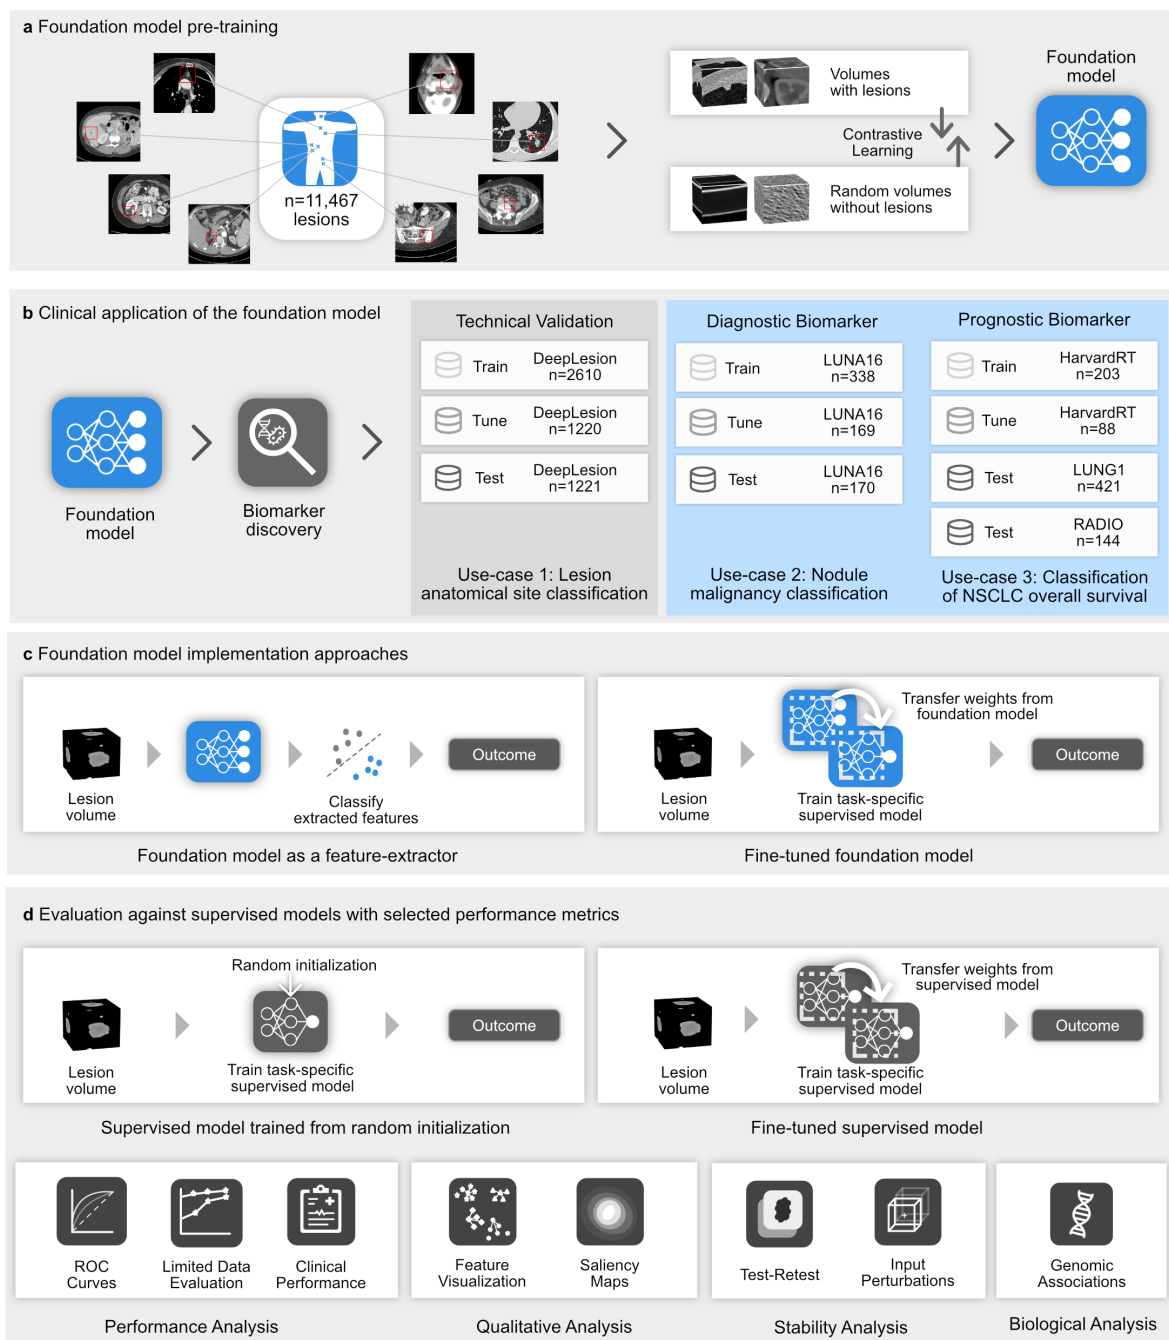 a Foundation model pre-training
n=11,467
lesions
Volumes
with lesions
Contrastive
Learning
Random volumes
without lesions
Foundation
model
b Clinical application of the foundation model
Foundation
model
Biomarker
discovery
Technical Validation
Train
DeepLesion
n=2610
Tune
DeepLesion
n=1220
Test
DeepLesion
n=1221
Use-case 1: Lesion
anatomical site classification
Diagnostic Biomarker
Train
LUNA16
n=338
Tune
LUNA16
n=169
Test
LUNA16
n=170
Use-case 2: Nodule
malignancy classification
Prognostic Biomarker
Train
HarvardRT
n=203
Tune
HarvardRT
n=88
Test
LUNG1
n=421
Test
RADIO
n=144
Use-case 3: Classification
of NSCLC overall survival
c Foundation model implementation approaches
Lesion
volume
Classify
extracted features
Outcome
Foundation model as a feature-extractor
Lesion
volume
Transfer weights from
foundation model
Train task-specific
supervised model
Outcome
Fine-tuned foundation model
d Evaluation against supervised models with selected performance metrics
Lesion
volume
Random initialization
Train task-specific
supervised model
Outcome
Supervised model trained from random initialization
Lesion
volume
Transfer weights from
supervised model
Train task-specific
supervised model
Outcome
Fine-tuned supervised model
ROC
Curves
Limited Data
Evaluation
Clinical
Performance
Performance Analysis
Feature
Visualization
Saliency
Maps
Qualitative Analysis
Test-Retest
Input
Perturbations
Stability Analysis
Genomic
Associations
Biological Analysis